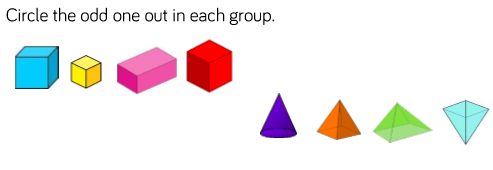 Circle the odd one out in each group.